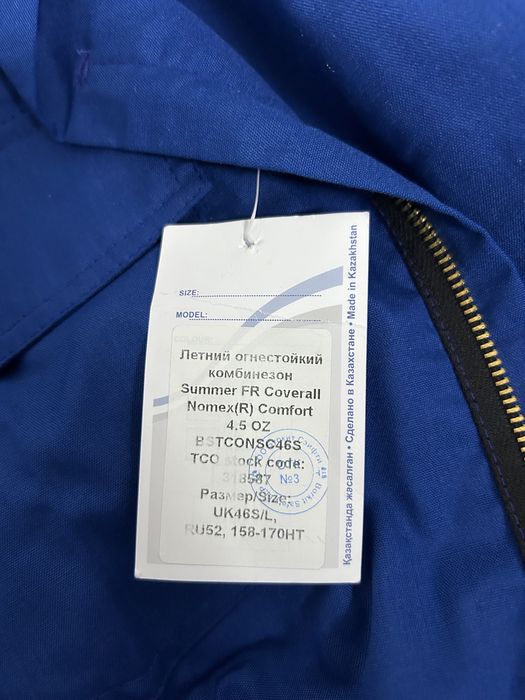 SIZE:
MODEL:
Летний огнестойкий
комбинезон
Summer FR Coverall
Nomex(R) Comfort
4.5 OZ
BSTCONSC46S
TCO stock code:
318587
Размер/Size:
UK46S/L,
RU52, 158-170HT
№3
Қазақстанда жасалған • Сделано в Казахстане • Made in Kazakhstan